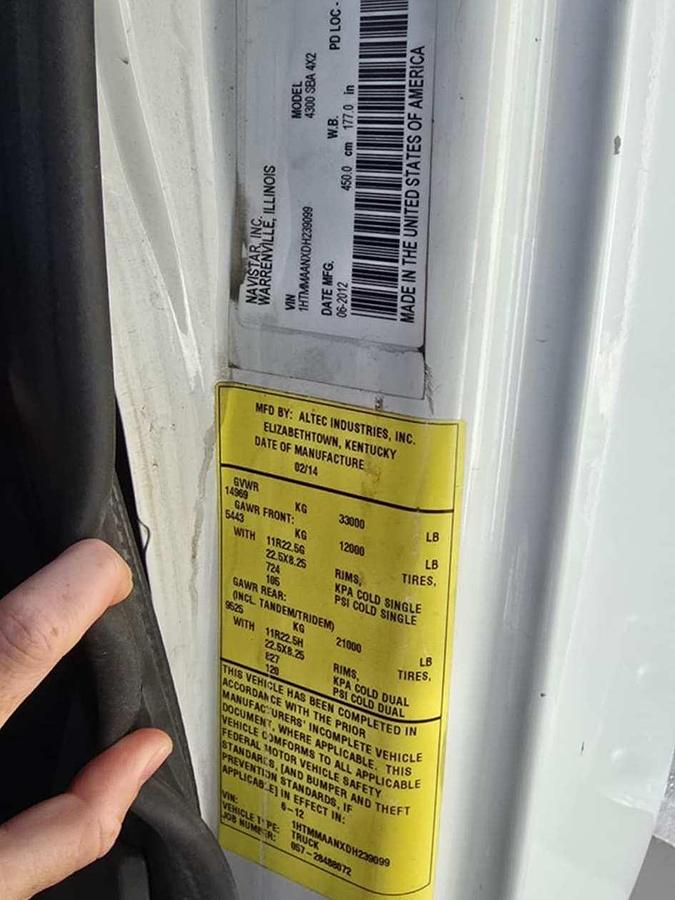 NAVISTAR, INC.
WARRENVILLE, ILLINOIS
VIN
1HTMMAANXDH239099
DATE MFG.
06-2012
MODEL
4300 SBA 4X2
W.B.
450.0 cm 177.0 in
PD LOC -
MADE IN THE UNITED STATES OF AMERICA
MFD BY: ALTEC INDUSTRIES, INC.
ELIZABETHTOWN, KENTUCKY
DATE OF MANUFACTURE
02/14
GVWR
14969 KG 33000 LB
GAWR FRONT:
5443 KG 12000 LB
WITH 11R22.5G TIRES,
22.5X8.25 RIMS,
724 KPA COLD SINGLE
105 PSI COLD SINGLE
GAWR REAR:
(INCL. TANDEM/TRIDEM)
9525 KG 21000 LB
WITH 11R22.5H TIRES,
22.5X8.25 RIMS,
827 KPA COLD DUAL
120 PSI COLD DUAL
THIS VEHICLE HAS BEEN COMPLETED IN
ACCORDANCE WITH THE PRIOR
MANUFACTURERS' INCOMPLETE VEHICLE
DOCUMENT, WHERE APPLICABLE. THIS
VEHICLE CONFORMS TO ALL APPLICABLE
FEDERAL MOTOR VEHICLE SAFETY
STANDARDS, [AND BUMPER AND THEFT
PREVENTION STANDARDS, IF
APPLICABLE] IN EFFECT IN:
6-12
VIN: 1HTMMAANXDH239099
VEHICLE TYPE: TRUCK
JOB NUMBER: 057-28488072